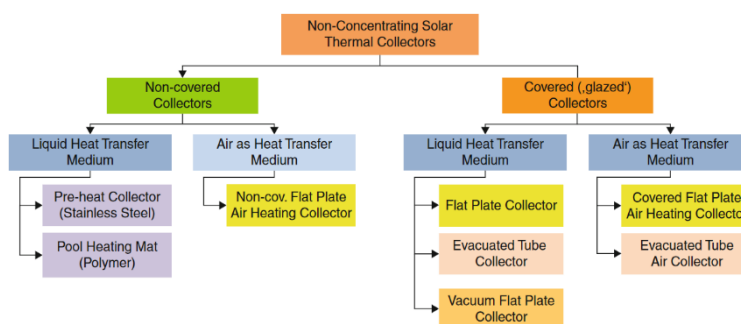 Non-Concentrating Solar
Thermal Collectors
Non-covered
Collectors
Covered (‚glazed‘)
Collectors
Liquid Heat Transfer
Medium
Air as Heat Transfer
Medium
Liquid Heat Transfer
Medium
Air as Heat Transfer
Medium
Pre-heat Collector
(Stainless Steel)
Non-cov. Flat Plate
Air Heating Collector
Flat Plate Collector
Covered Flat Plate
Air Heating Collector
Pool Heating Mat
(Polymer)
Evacuated Tube
Collector
Evacuated Tube
Air Collector
Vacuum Flat Plate
Collector